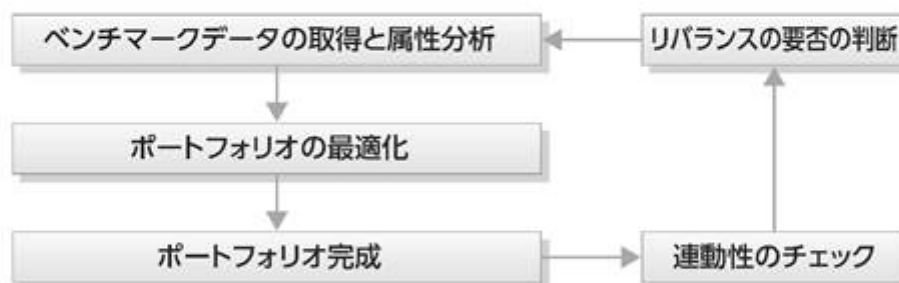 ベンチマークデータの取得と属性分析
リバランスの要否の判断
ポートフォリオの最適化
ポートフォリオ完成
連動性のチェック